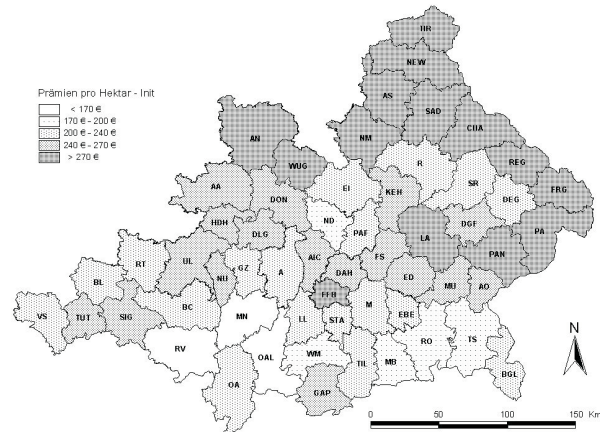 TIR
NEW
AS
SAD
CHA
NM
AN
WUG
R
REG
EI
SR
FRG
AA
DON
KEH
DEG
ND
PAF
LA
DGF
PA
HDH
DLG
PAN
RT
UL
NU
GZ
A
AIC
FS
DAH
ED
MU
AO
BL
FFB
VS
TUT
SIG
BC
MN
LL
STA
M
EBE
RV
OAL
WM
TIL
MB
RO
TS
OA
GAP
BGL
Prämien pro Hektar - Init
< 170 €
170 € - 200 €
200 € - 240 €
240 € - 270 €
> 270 €
N
0 50 100 150 Km